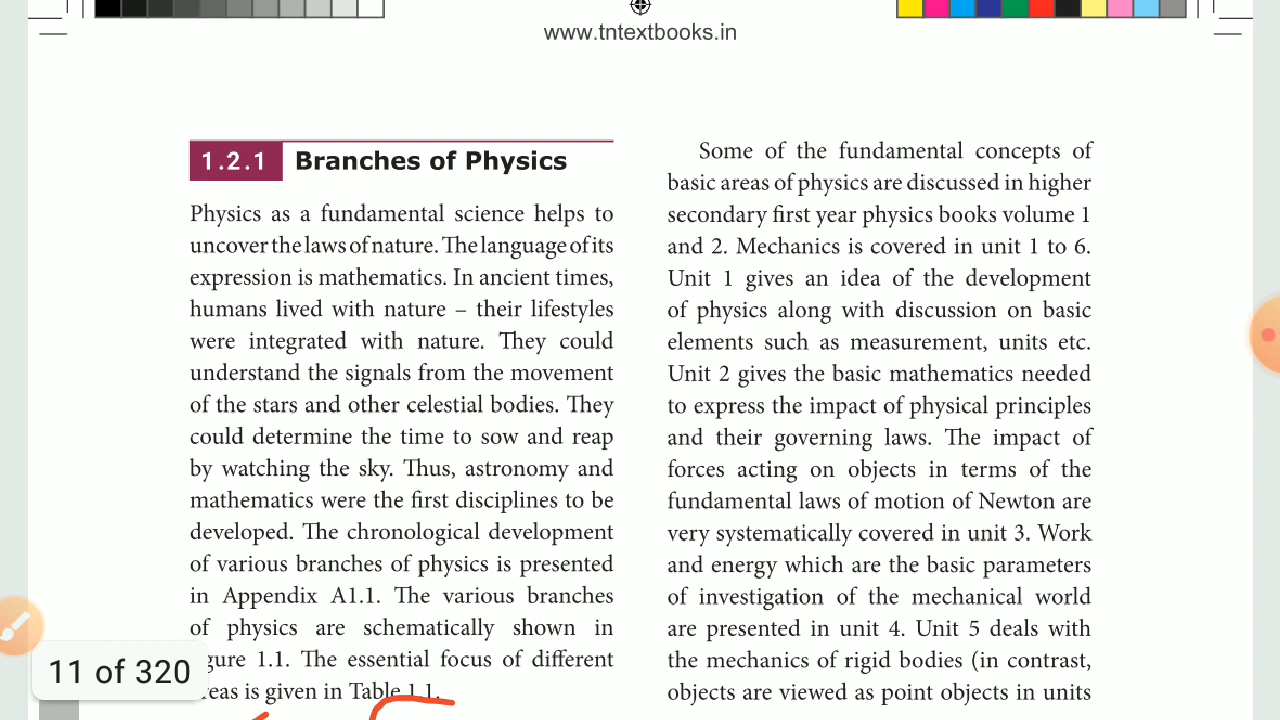 www.tntextbooks.in
1.2.1 Branches of Physics
Physics as a fundamental science helps to
uncover the laws of nature. The language of its
expression is mathematics. In ancient times,
humans lived with nature – their lifestyles
were integrated with nature. They could
understand the signals from the movement
of the stars and other celestial bodies. They
could determine the time to sow and reap
by watching the sky. Thus, astronomy and
mathematics were the first disciplines to be
developed. The chronological development
of various branches of physics is presented
in Appendix A1.1. The various branches
of physics are schematically shown in
gure 1.1. The essential focus of different
reas is given in Table 1.1.
Some of the fundamental concepts of
basic areas of physics are discussed in higher
secondary first year physics books volume 1
and 2. Mechanics is covered in unit 1 to 6.
Unit 1 gives an idea of the development
of physics along with discussion on basic
elements such as measurement, units etc.
Unit 2 gives the basic mathematics needed
to express the impact of physical principles
and their governing laws. The impact of
forces acting on objects in terms of the
fundamental laws of motion of Newton are
very systematically covered in unit 3. Work
and energy which are the basic parameters
of investigation of the mechanical world
are presented in unit 4. Unit 5 deals with
the mechanics of rigid bodies (in contrast,
objects are viewed as point objects in units
11 of 320